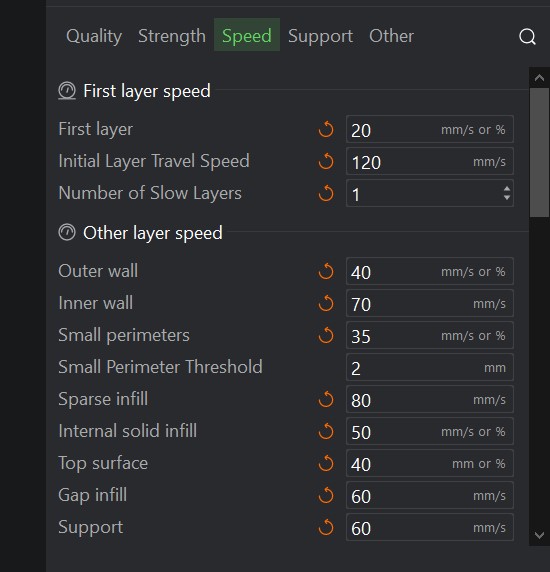 Quality Strength Speed Support Other
First layer speed
First layer 20 mm/s or %
Initial Layer Travel Speed 120 mm/s
Number of Slow Layers 1
Other layer speed
Outer wall 40 mm/s or %
Inner wall 70 mm/s
Small perimeters 35 mm/s or %
Small Perimeter Threshold 2 mm
Sparse infill 80 mm/s
Internal solid infill 50 mm/s or %
Top surface 40 mm or %
Gap infill 60 mm/s
Support 60 mm/s